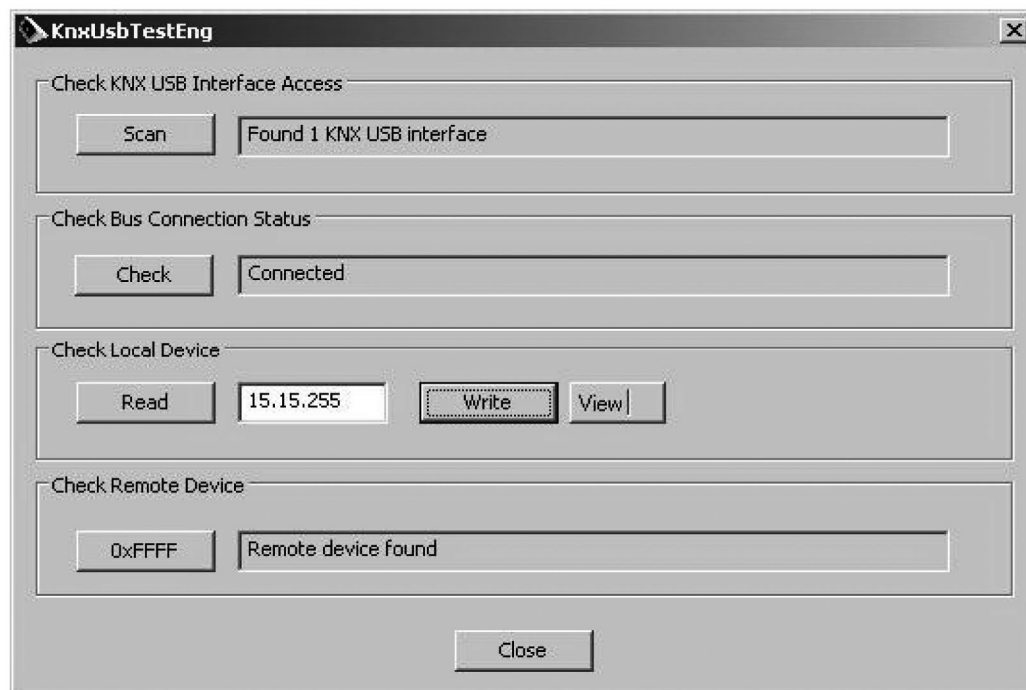 KnxUsbTestEng
Check KNX USB Interface Access
Scan Found 1 KNX USB interface
Check Bus Connection Status
Check Connected
Check Local Device
Read 15.15.255 Write View
Check Remote Device
0xFFFF Remote device found
Close